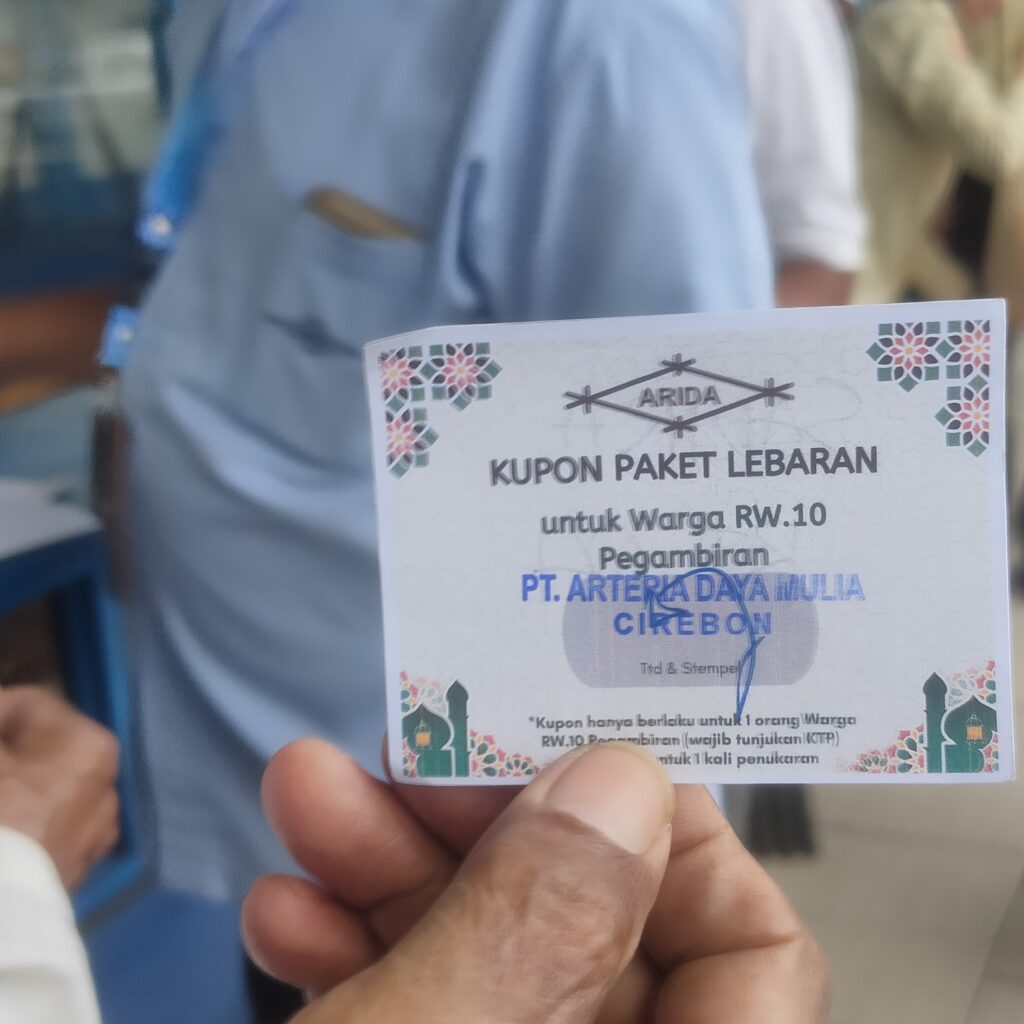 ARIDA
KUPON PAKET LEBARAN
untuk Warga RW.10
Pegambiran
PT. ARTERIA DAYA MULIA
CIREBON
Ttd & Stempel
*Kupon hanya berlaku untuk 1 orang Warga
RW.10 Pegambiran (wajib tunjukan KTP)
untuk 1 kali penukaran